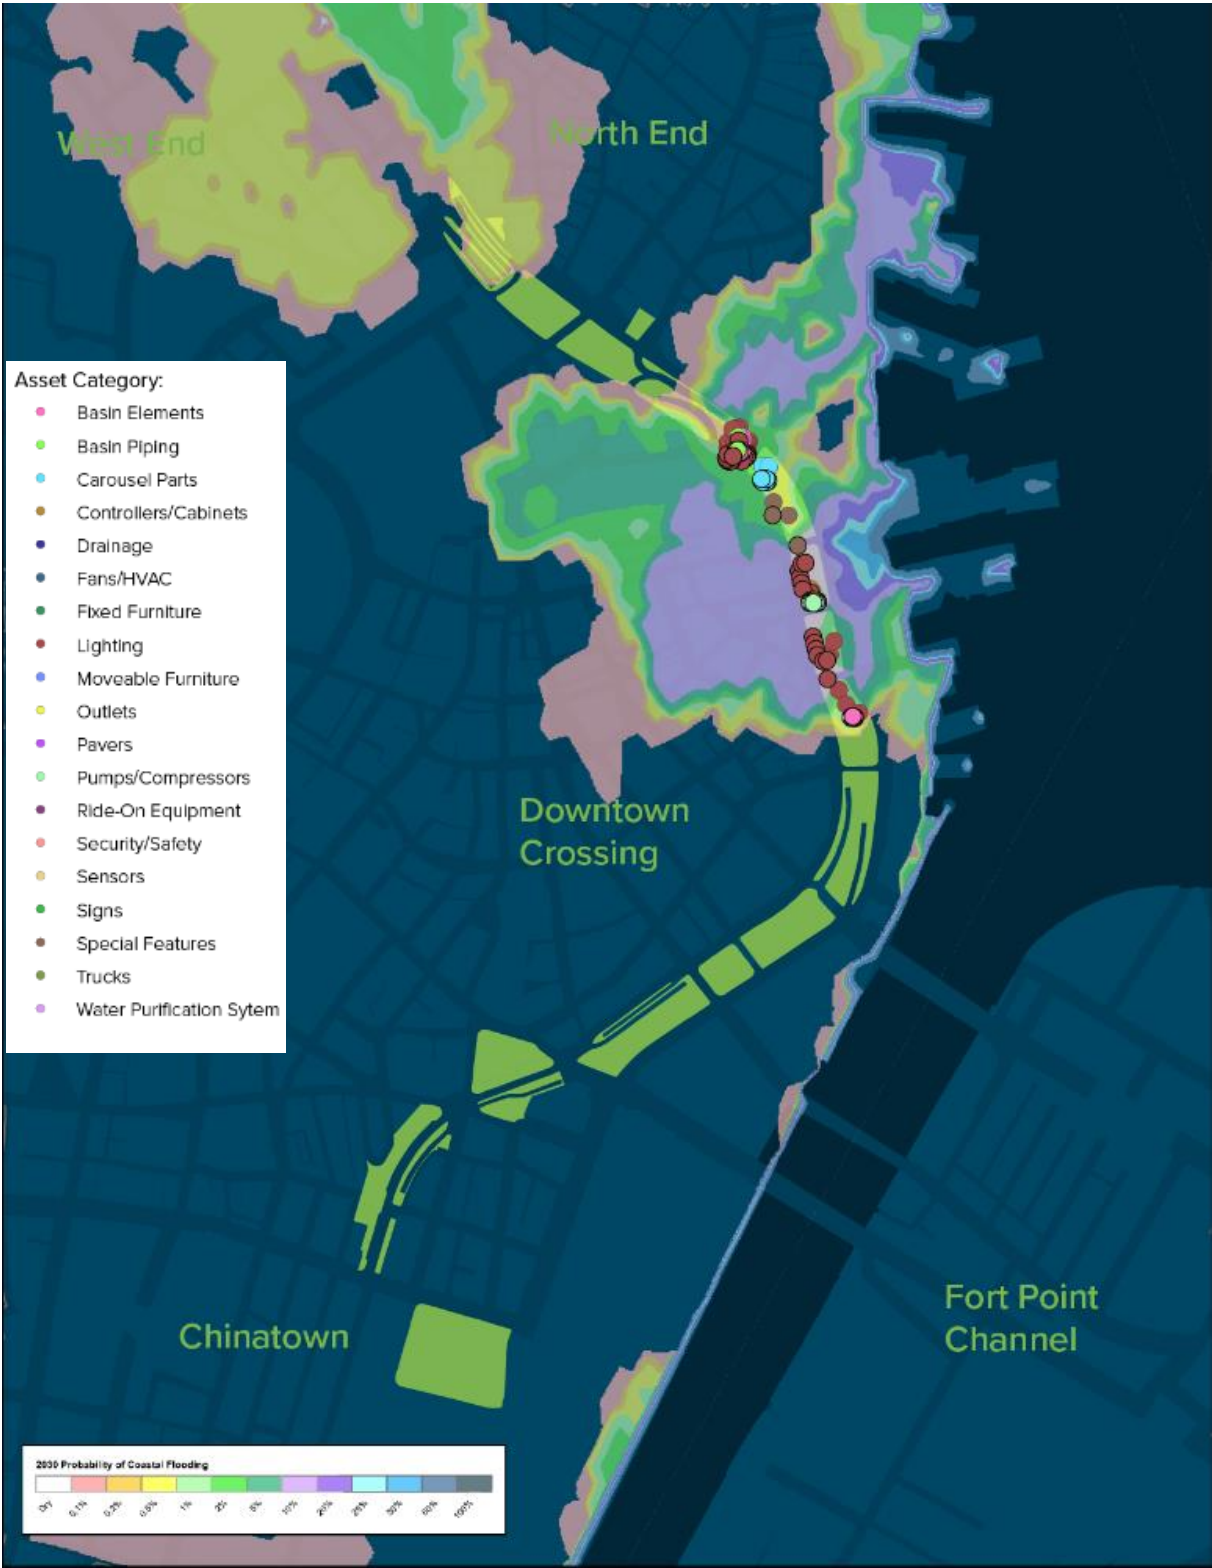 West End
North End
Asset Category:
Basin Elements
Basin Piping
Carousel Parts
Controllers/Cabinets
Drainage
Fans/HVAC
Fixed Furniture
Lighting
Moveable Furniture
Outlets
Pavers
Pumps/Compressors
Ride-On Equipment
Security/Safety
Sensors
Signs
Special Features
Trucks
Water Purification Sytem
Downtown
Crossing
Fort Point
Channel
Chinatown
2030 Probability of Coastal Flooding
Dry 0.1% 0.2% 0.5% 1% 2% 5% 10% 20% 25% 30% 60% 100%